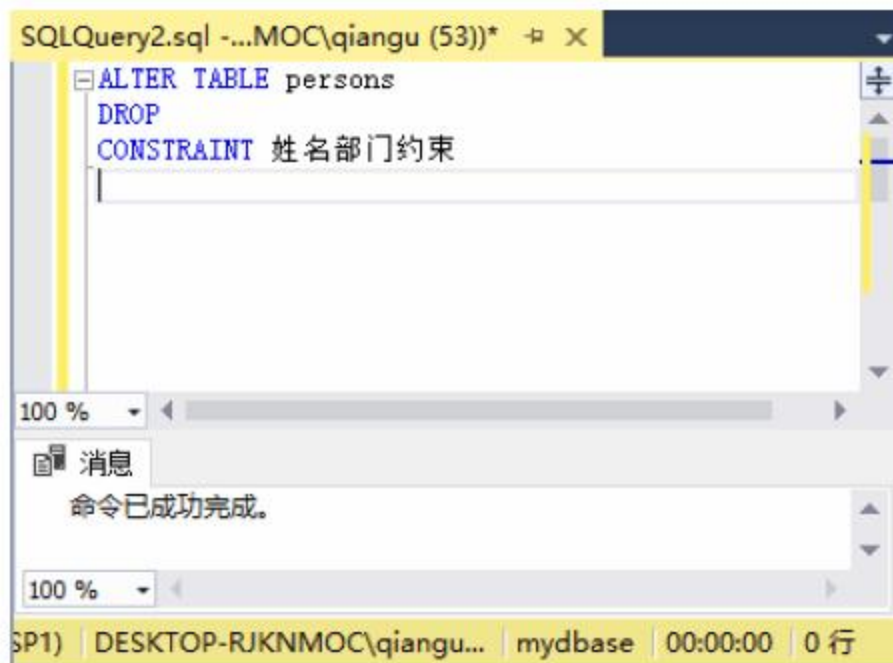 SQLQuery2.sql -...MOC\qiangu (53))*
ALTER TABLE persons
DROP
CONSTRAINT 姓名部门约束
100 %
消息
命令已成功完成。
100 %
SP1) DESKTOP-RJKNMOC\qiangu... mydbase 00:00:00 0 行